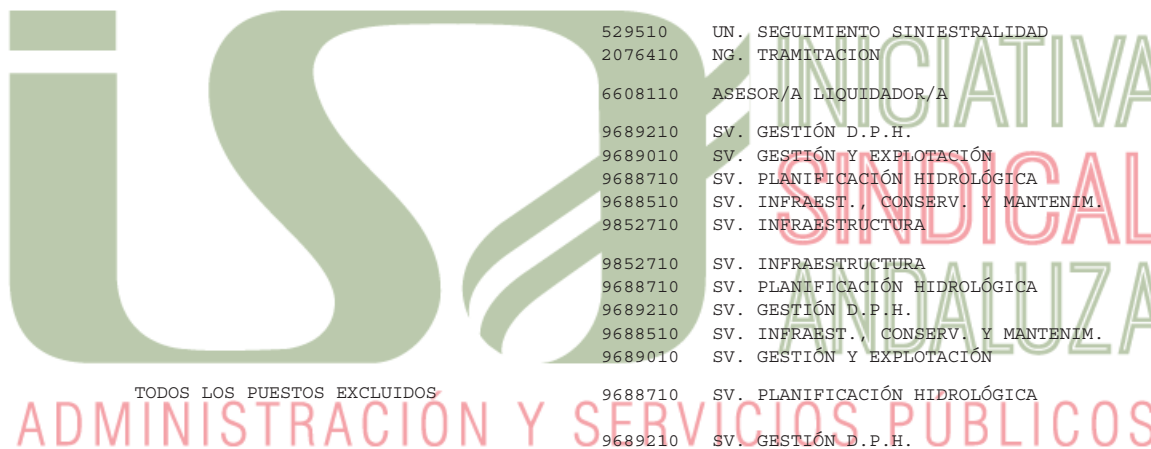 529510 UN. SEGUIMIENTO SINIESTRALIDAD
2076410 NG. TRAMITACION
6608110 ASESOR/A LIQUIDADOR/A
9689210 SV. GESTIÓN D.P.H.
9689010 SV. GESTIÓN Y EXPLOTACIÓN
9688710 SV. PLANIFICACIÓN HIDROLÓGICA
9688510 SV. INFRAEST., CONSERV. Y MANTENIM.
9852710 SV. INFRAESTRUCTURA
9852710 SV. INFRAESTRUCTURA
9688710 SV. PLANIFICACIÓN HIDROLÓGICA
9689210 SV. GESTIÓN D.P.H.
9688510 SV. INFRAEST., CONSERV. Y MANTENIM.
9689010 SV. GESTIÓN Y EXPLOTACIÓN
TODOS LOS PUESTOS EXCLUIDOS 9688710 SV. PLANIFICACIÓN HIDROLÓGICA
9689210 SV. GESTIÓN D.P.H.
isa
INICIATIVA
SINDICAL
ANDALUZA
ADMINISTRACIÓN Y SERVICIOS PÚBLICOS